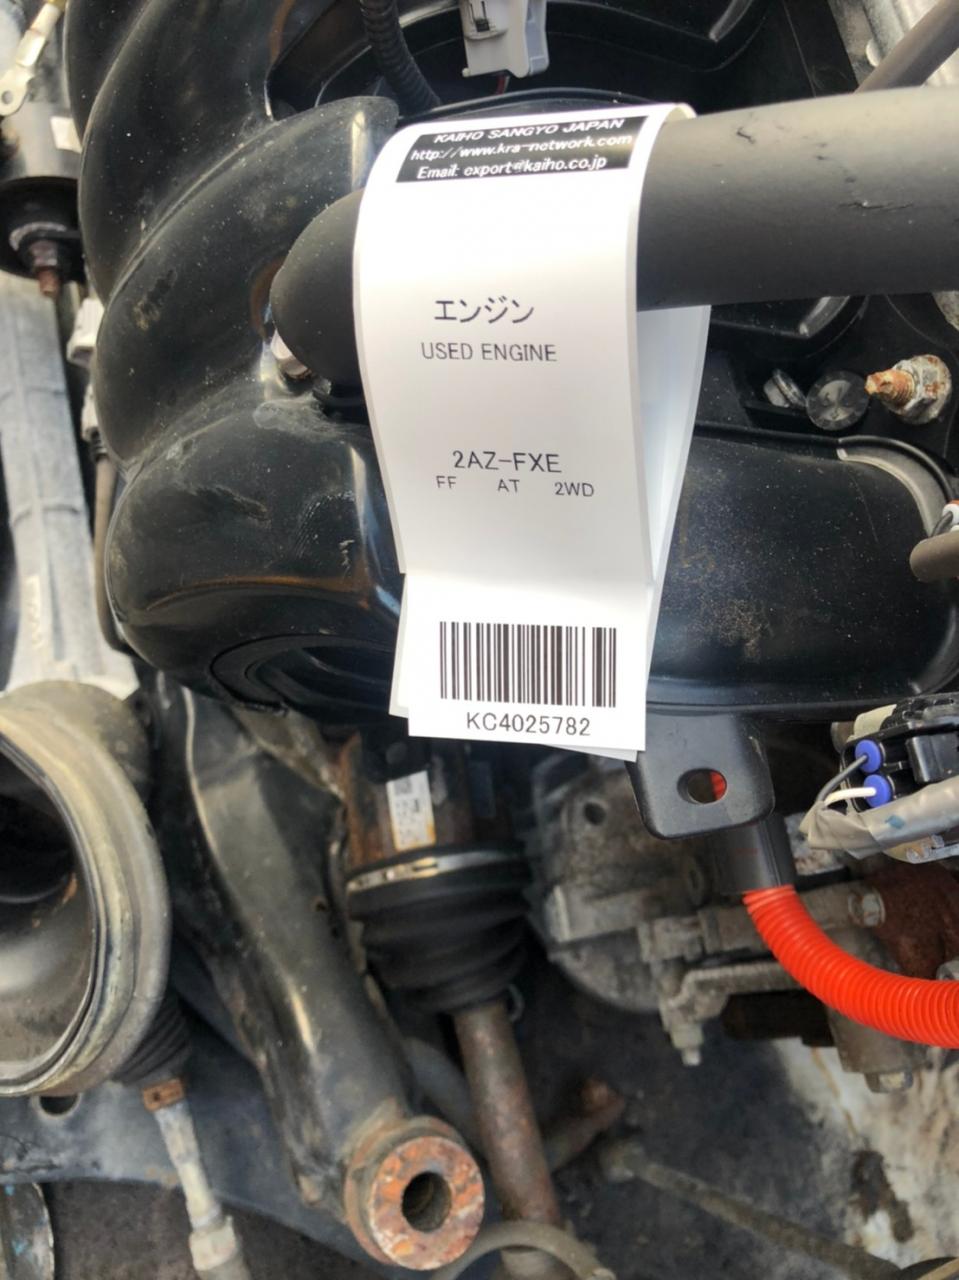 KAIHO SANGYO JAPAN
http://www.kra-network.com
Email: export@kaiho.co.jp
エンジン
USED ENGINE
2AZ-FXE
FF AT 2WD
KC4025782